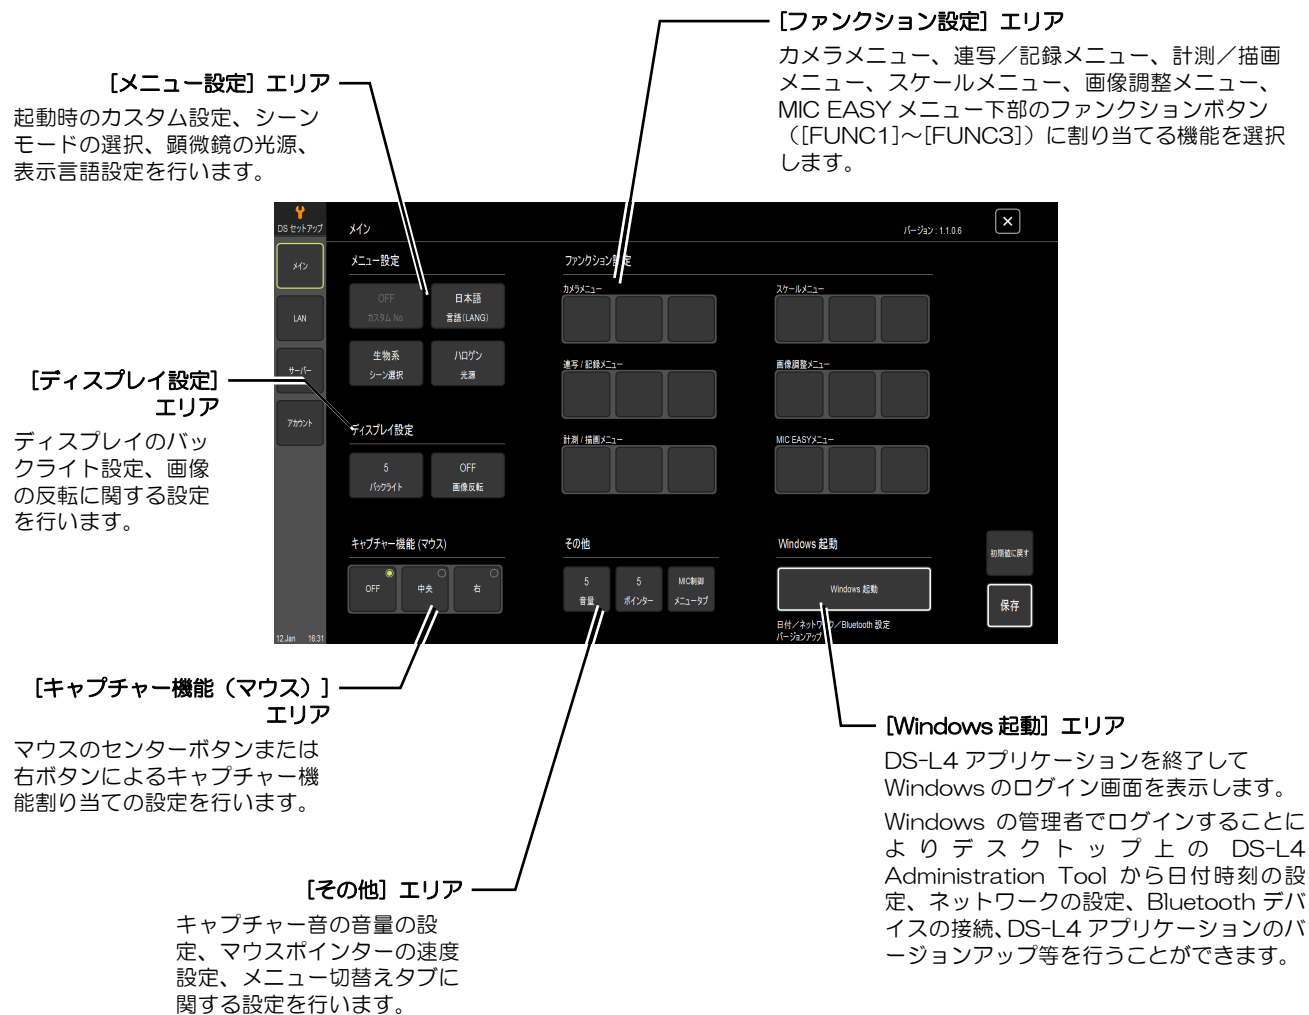 [ファンクション設定] エリア
カメラメニュー、連写／記録メニュー、計測／描画
メニュー、スケールメニュー、画像調整メニュー、
MIC EASY メニュー下部のファンクションボタン
（[FUNC1]～[FUNC3]）に割り当てる機能を選択
します。
[メニュー設定] エリア
起動時のカスタム設定、シーン
モードの選択、顕微鏡の光源、
表示言語設定を行います。
DS セットアップ
メイン
バージョン : 1.1.0.6
メイン
LAN
サーバー
アカウント
12.Jan 16:31
メニュー設定
OFF
カスタム No.
日本語
言語(LANG)
生物系
シーン選択
ハロゲン
光源
ディスプレイ設定
5
バックライト
OFF
画像反転
キャプチャー機能 (マウス)
OFF
中央
右
ファンクション設定
カメラメニュー
スケールメニュー
連写 / 記録メニュー
画像調整メニュー
計測 / 描画メニュー
MIC EASYメニュー
その他
5
音量
5
ポインター
MIC制御
メニュータブ
Windows 起動
Windows 起動
日付／ネットワーク／Bluetooth 設定
バージョンアップ
初期値に戻す
保存
[ディスプレイ設定]
エリア
ディスプレイのバッ
クライト設定、画像
の反転に関する設定
を行います。
[キャプチャー機能（マウス）]
エリア
マウスのセンターボタンまたは
右ボタンによるキャプチャー機
能割り当ての設定を行います。
[その他] エリア
キャプチャー音の音量の設
定、マウスポインターの速度
設定、メニュー切替えタブに
関する設定を行います。
[Windows 起動] エリア
DS-L4 アプリケーションを終了して
Windows のログイン画面を表示します。
Windows の管理者でログインすることに
よりデスクトップ上の DS-L4
Administration Tool から日付時刻の設
定、ネットワークの設定、Bluetooth デバ
イスの接続、DS-L4 アプリケーションのバ
ージョンアップ等を行うことができます。